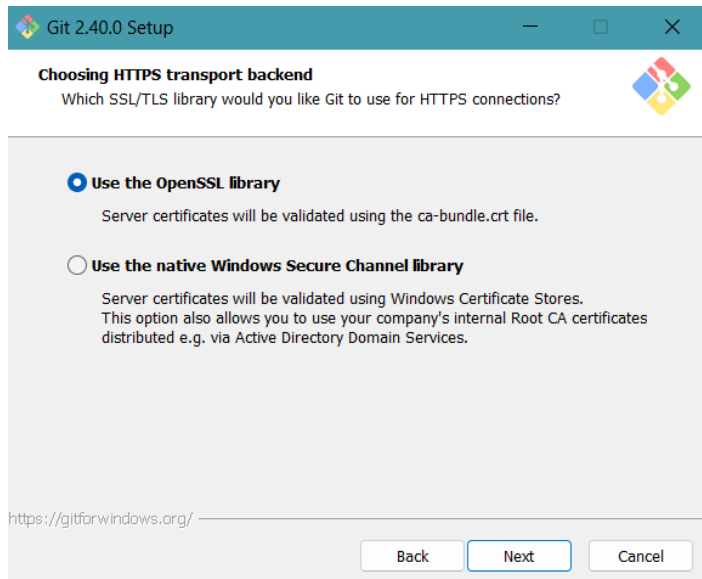 Git 2.40.0 Setup
Choosing HTTPS transport backend
Which SSL/TLS library would you like Git to use for HTTPS connections?
Use the OpenSSL library
Server certificates will be validated using the ca-bundle.crt file.
Use the native Windows Secure Channel library
Server certificates will be validated using Windows Certificate Stores.
This option also allows you to use your company's internal Root CA certificates
distributed e.g. via Active Directory Domain Services.
https://gitforwindows.org/
Back Next Cancel